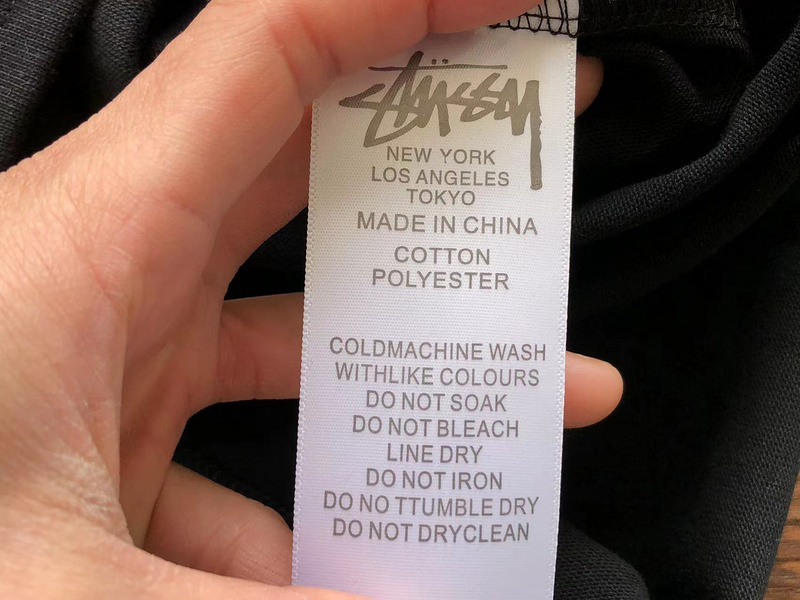 Stüssy
NEW YORK
LOS ANGELES
TOKYO
MADE IN CHINA
COTTON
POLYESTER
COLDMACHINE WASH
WITHLIKE COLOURS
DO NOT SOAK
DO NOT BLEACH
LINE DRY
DO NOT IRON
DO NO TTUMBLE DRY
DO NOT DRYCLEAN